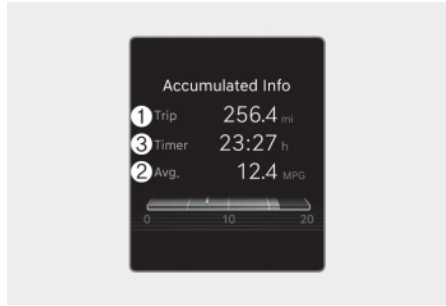 Accumulated Info
1 Trip 256.4 mi
3 Timer 23:27 h
2 Avg. 12.4 MPG
0 10 20